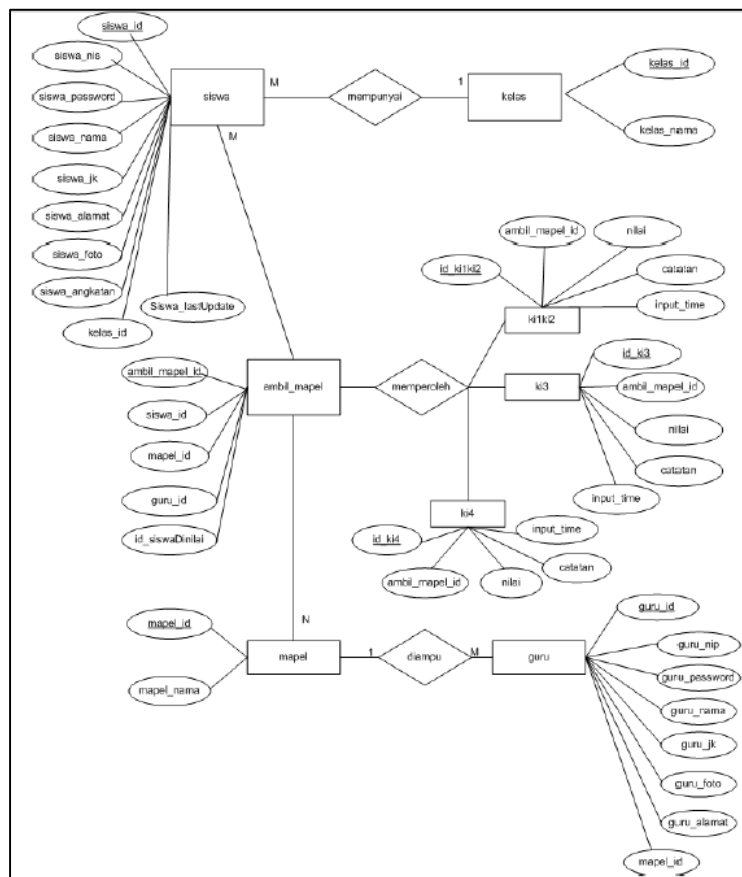 siswa_id
siswa_nis
siswa_password
siswa_nama
siswa_jk
siswa_alamat
siswa_foto
siswa_angkatan
kelas_id
Siswa_lastUpdate
siswa
M
mempunyai
1
kelas
kelas_id
kelas_nama
M
ambil_mapel_id
nilai
id_ki1ki2
catatan
input_time
ki1ki2
ambil_mapel_id
siswa_id
mapel_id
guru_id
id_siswaDinilai
ambil_mapel
memperoleh
ki3
id_ki3
ambil_mapel_id
nilai
catatan
input_time
ki4
id_ki4
input_time
ambil_mapel_id
nilai
catatan
N
mapel_id
mapel_nama
mapel
1
diampu
M
guru
guru_id
guru_nip
guru_password
guru_nama
guru_jk
guru_foto
guru_alamat
mapel_id